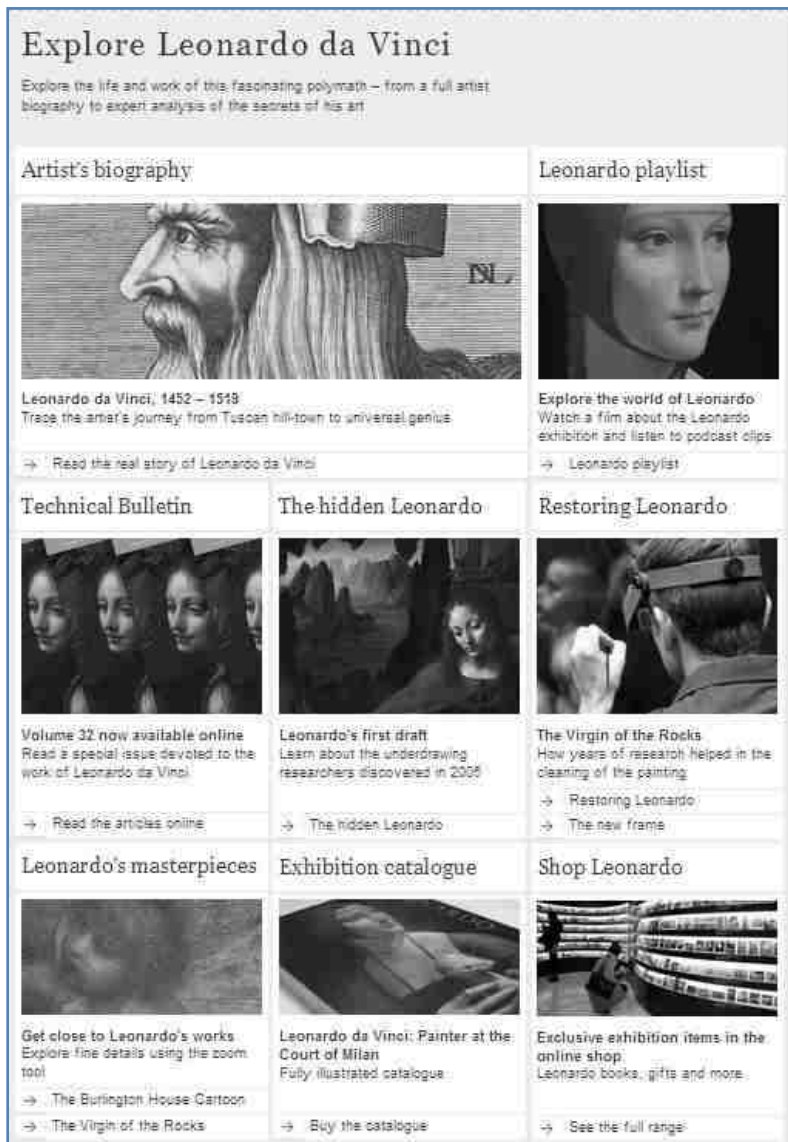 Explore Leonardo da Vinci
Explore the life and work of this fascinating polymath – from a full artist
biography to expert analysis of the secrets of his art
Artist's biography
Leonardo da Vinci, 1452 – 1519
Trace the artist's journey from Tuscan hill-town to universal genius
→ Read the real story of Leonardo da Vinci
Leonardo playlist
Explore the world of Leonardo
Watch a film about the Leonardo
exhibition and listen to podcast clips
→ Leonardo playlist
Technical Bulletin
Volume 32 now available online
Read a special issue devoted to the
work of Leonardo da Vinci
→ Read the articles online
The hidden Leonardo
Leonardo's first draft
Learn about the underdrawing
researchers discovered in 2005
→ The hidden Leonardo
Restoring Leonardo
The Virgin of the Rocks
How years of research helped in the
cleaning of the painting
→ Restoring Leonardo
→ The new frame
Leonardo's masterpieces
Get close to Leonardo's works
Explore fine details using the zoom
tool
→ The Burlington House Cartoon
→ The Virgin of the Rocks
Exhibition catalogue
Leonardo da Vinci: Painter at the
Court of Milan
Fully illustrated catalogue
→ Buy the catalogue
Shop Leonardo
Exclusive exhibition items in the
online shop
Leonardo books, gifts and more
→ See the full range